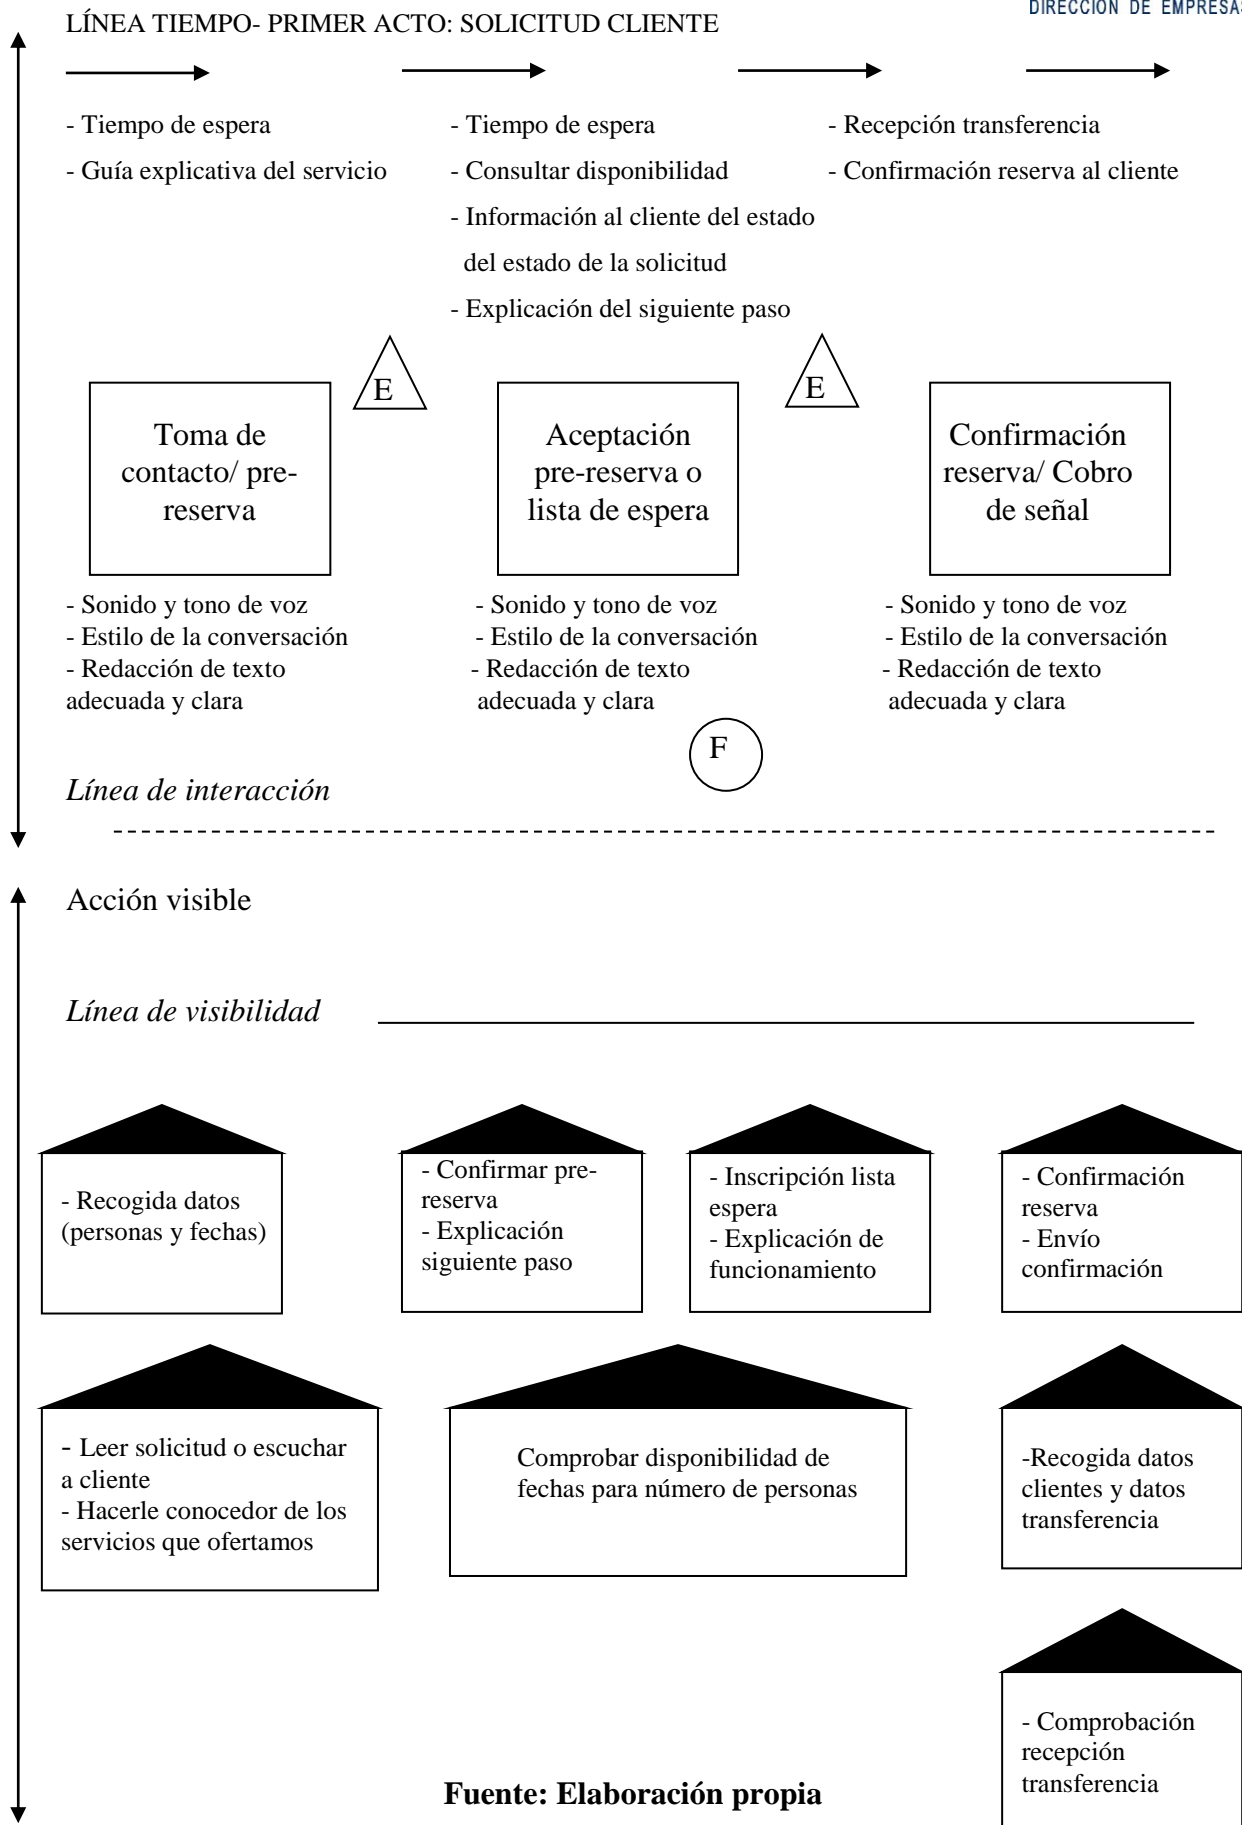 DIRECCIÓN DE EMPRESAS
LÍNEA TIEMPO- PRIMER ACTO: SOLICITUD CLIENTE
- Tiempo de espera
- Guía explicativa del servicio
- Tiempo de espera
- Consultar disponibilidad
- Información al cliente del estado
del estado de la solicitud
- Explicación del siguiente paso
- Recepción transferencia
- Confirmación reserva al cliente
E
E
Toma de
contacto/ pre-
reserva
Aceptación
pre-reserva o
lista de espera
Confirmación
reserva/ Cobro
de señal
- Sonido y tono de voz
- Estilo de la conversación
- Redacción de texto
adecuada y clara
- Sonido y tono de voz
- Estilo de la conversación
- Redacción de texto
adecuada y clara
- Sonido y tono de voz
- Estilo de la conversación
- Redacción de texto
adecuada y clara
F
Línea de interacción
Acción visible
Línea de visibilidad
- Recogida datos
(personas y fechas)
- Confirmar pre-
reserva
- Explicación
siguiente paso
- Inscripción lista
espera
- Explicación de
funcionamiento
- Confirmación
reserva
- Envío
confirmación
- Leer solicitud o escuchar
a cliente
- Hacerle conocedor de los
servicios que ofertamos
Comprobar disponibilidad de
fechas para número de personas
-Recogida datos
clientes y datos
transferencia
- Comprobación
recepción
transferencia
Fuente: Elaboración propia